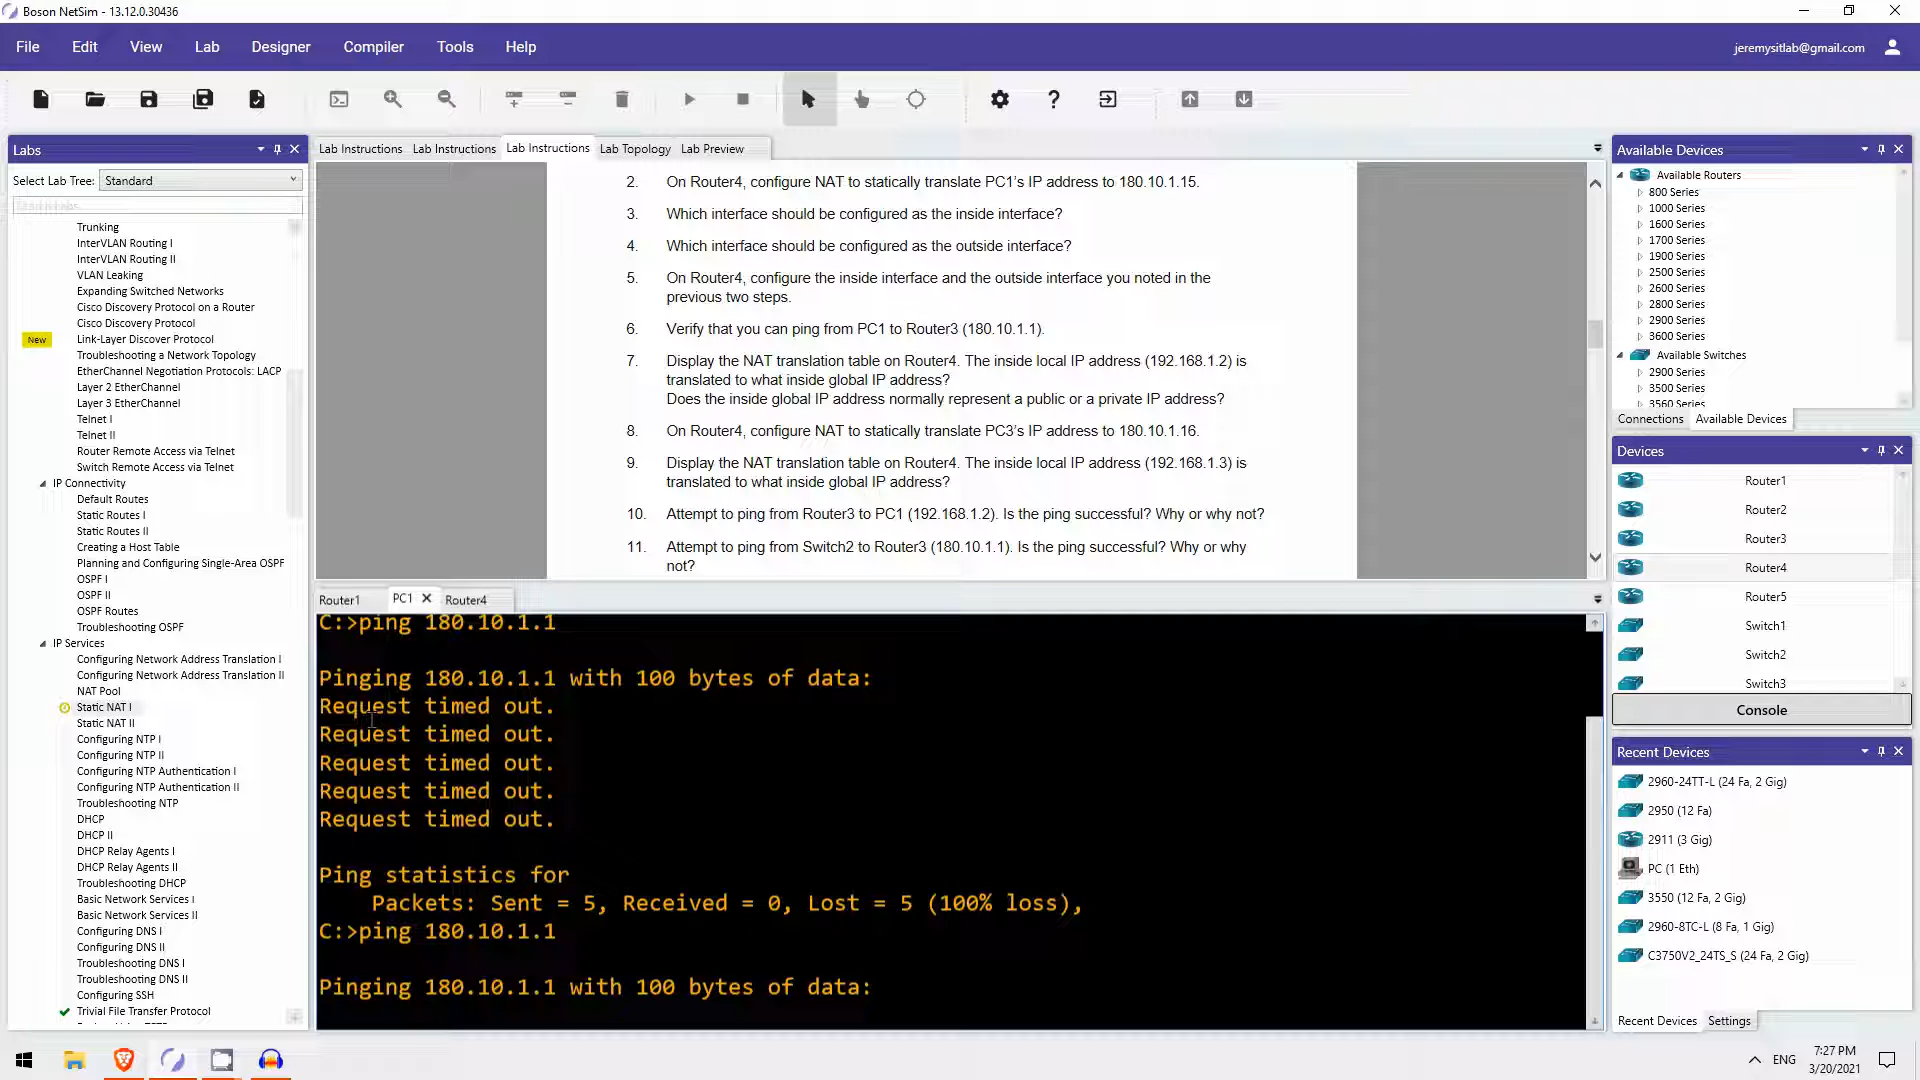 Boson NetSim - 13.12.0.30436
File Edit View Lab Designer Compiler Tools Help
jeremysitlab@gmail.com
Labs
Select Lab Tree: Standard
Search Labs
Trunking
InterVLAN Routing I
InterVLAN Routing II
VLAN Leaking
Expanding Switched Networks
Cisco Discovery Protocol on a Router
Cisco Discovery Protocol
New Link-Layer Discover Protocol
Troubleshooting a Network Topology
EtherChannel Negotiation Protocols: LACP
Layer 2 EtherChannel
Layer 3 EtherChannel
Telnet I
Telnet II
Router Remote Access via Telnet
Switch Remote Access via Telnet
IP Connectivity
Default Routes
Static Routes I
Static Routes II
Creating a Host Table
Planning and Configuring Single-Area OSPF
OSPF I
OSPF II
OSPF Routes
Troubleshooting OSPF
IP Services
Configuring Network Address Translation I
Configuring Network Address Translation II
NAT Pool
Static NAT I
Static NAT II
Configuring NTP I
Configuring NTP II
Configuring NTP Authentication I
Configuring NTP Authentication II
Troubleshooting NTP
DHCP
DHCP II
DHCP Relay Agents I
DHCP Relay Agents II
Troubleshooting DHCP
Basic Network Services I
Basic Network Services II
Configuring DNS I
Configuring DNS II
Troubleshooting DNS I
Troubleshooting DNS II
Configuring SSH
Trivial File Transfer Protocol
Lab Instructions Lab Instructions Lab Instructions Lab Topology Lab Preview
2. On Router4, configure NAT to statically translate PC1's IP address to 180.10.1.15.
3. Which interface should be configured as the inside interface?
4. Which interface should be configured as the outside interface?
5. On Router4, configure the inside interface and the outside interface you noted in the
previous two steps.
6. Verify that you can ping from PC1 to Router3 (180.10.1.1).
7. Display the NAT translation table on Router4. The inside local IP address (192.168.1.2) is
translated to what inside global IP address?
Does the inside global IP address normally represent a public or a private IP address?
8. On Router4, configure NAT to statically translate PC3's IP address to 180.10.1.16.
9. Display the NAT translation table on Router4. The inside local IP address (192.168.1.3) is
translated to what inside global IP address?
10. Attempt to ping from Router3 to PC1 (192.168.1.2). Is the ping successful? Why or why not?
11. Attempt to ping from Switch2 to Router3 (180.10.1.1). Is the ping successful? Why or why
not?
Router1 PC1 Router4
C:>ping 180.10.1.1
Pinging 180.10.1.1 with 100 bytes of data:
Request timed out.
Request timed out.
Request timed out.
Request timed out.
Request timed out.
Ping statistics for
Packets: Sent = 5, Received = 0, Lost = 5 (100% loss),
C:>ping 180.10.1.1
Pinging 180.10.1.1 with 100 bytes of data:
Available Devices
Available Routers
800 Series
1000 Series
1600 Series
1700 Series
1900 Series
2500 Series
2600 Series
2800 Series
2900 Series
3600 Series
Available Switches
2900 Series
3500 Series
3560 Series
Connections Available Devices
Devices
Router1
Router2
Router3
Router4
Router5
Switch1
Switch2
Switch3
Console
Recent Devices
2960-24TT-L (24 Fa, 2 Gig)
2950 (12 Fa)
2911 (3 Gig)
PC (1 Eth)
3550 (12 Fa, 2 Gig)
2960-8TC-L (8 Fa, 1 Gig)
C3750V2_24TS_S (24 Fa, 2 Gig)
Recent Devices Settings
ENG
7:27 PM
3/20/2021